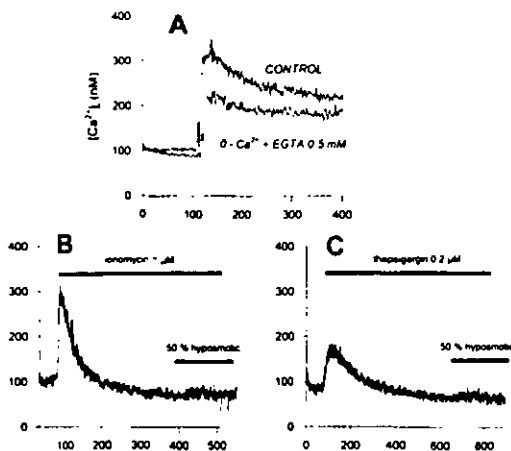 A
400
300
200
100
0
[Ca²⁺]ᵢ (nM)
CONTROL
0 - Ca²⁺ + EGTA 0.5 mM
0 100 200 300 400
B
400
300
200
100
0
ionomycin µM
50 % hyposmotic
100 200 300 400 500
C
400
300
200
100
0
thapsigargin 0.2 µM
50 % hyposmotic
0 200 400 600 800